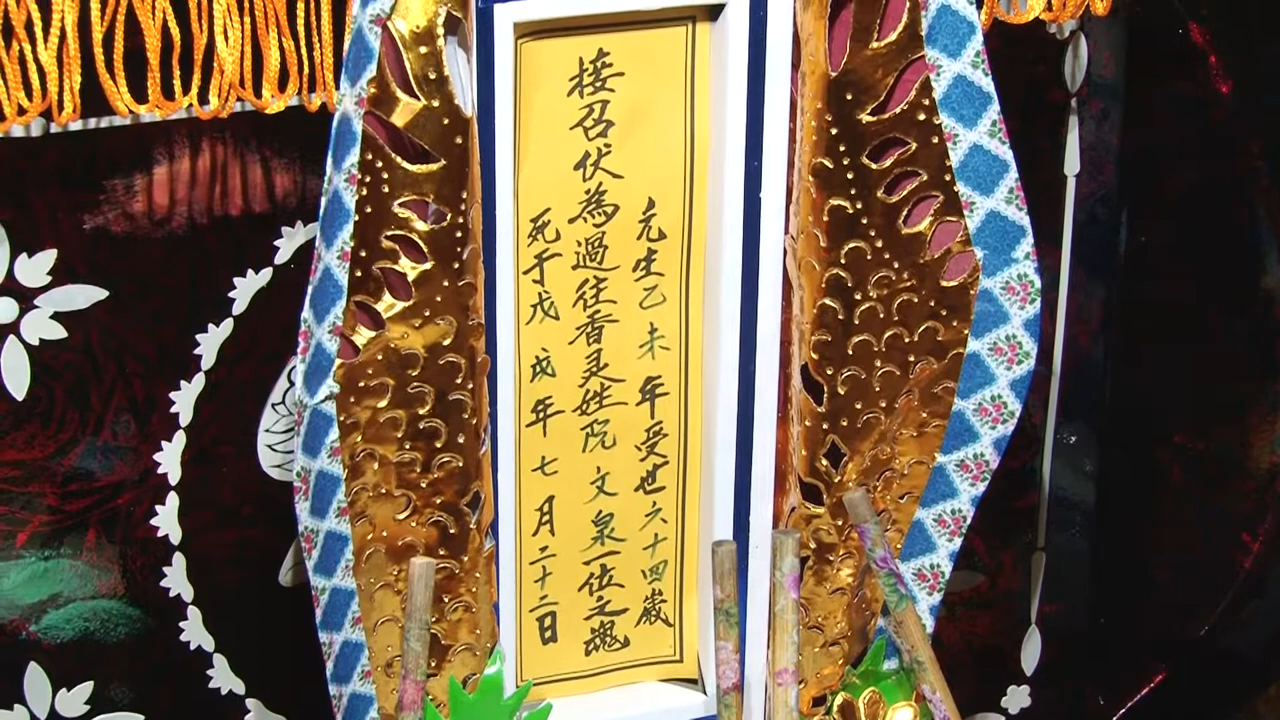 元生乙未年受世六十四歲
接召伏為過往香灵姓阮文泉一位之魂
死于戊戌年七月二十二日